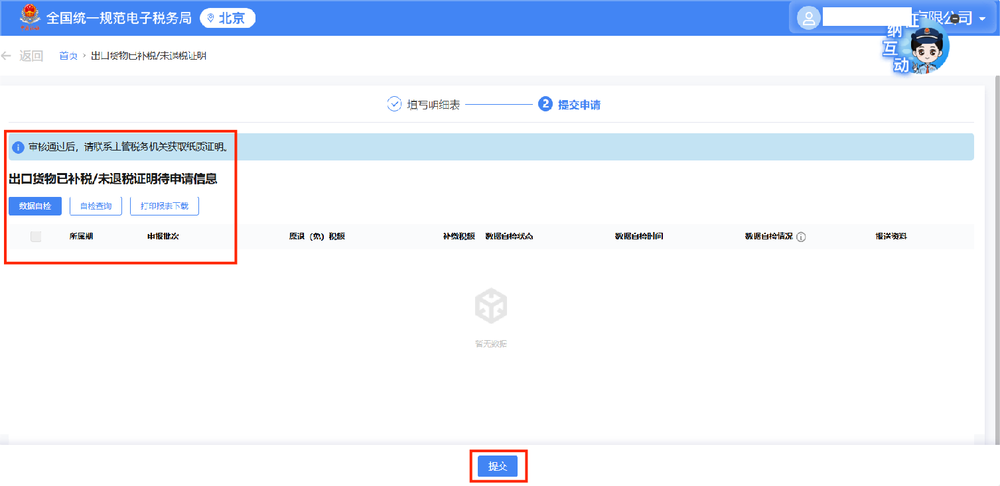 全国统一规范电子税务局 北京
有限公司
纳
互
动
返回 首页 › 出口货物已补税/未退税证明
填写明细表 2 提交申请
审核通过后，请联系主管税务机关获取纸质证明。
出口货物已补税/未退税证明待申请信息
数据自检 自检查询 打印报表下载
所属期 申报批次 原退（免）税额 补缴税额 数据自检状态 数据自检时间 数据自检情况 报送资料
暂无数据
提交